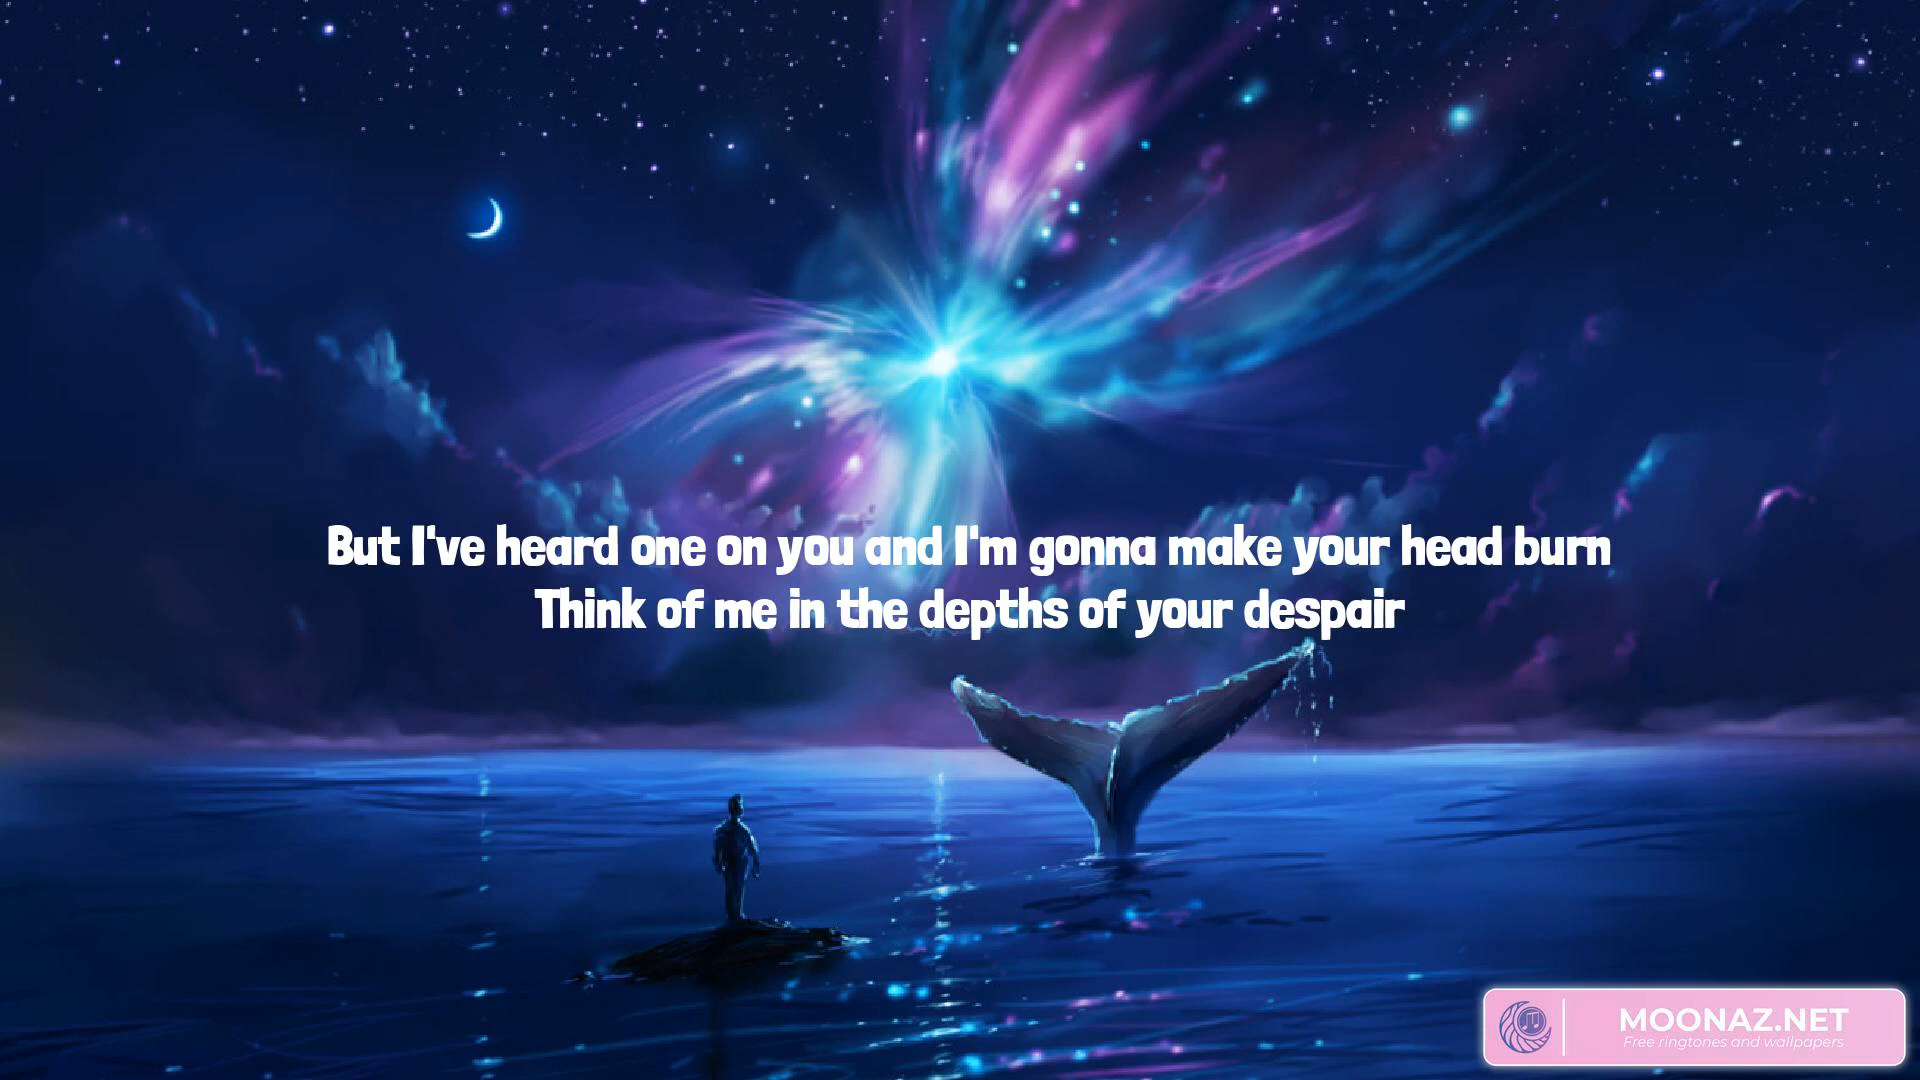 But I've heard one on you and I'm gonna make your head burn
Think of me in the depths of your despair
MOONAZ.NET
Free ringtones and wallpapers